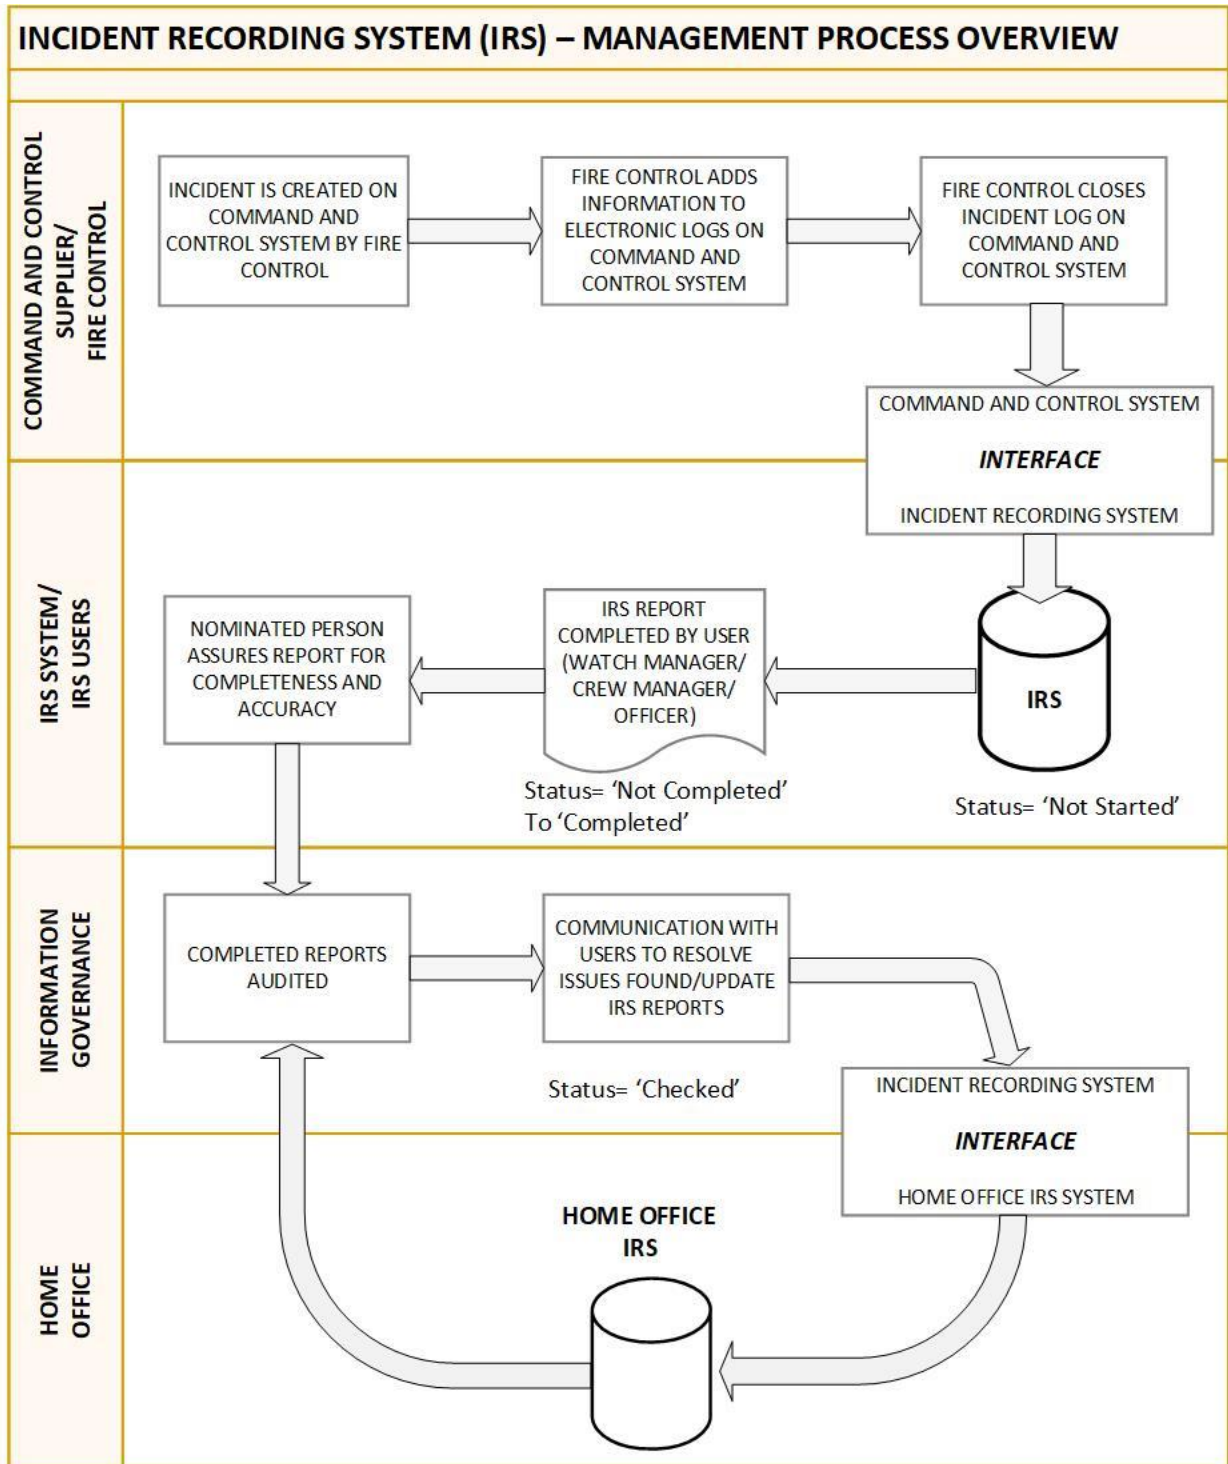 INCIDENT RECORDING SYSTEM (IRS) – MANAGEMENT PROCESS OVERVIEW
COMMAND AND CONTROL
SUPPLIER/
FIRE CONTROL
INCIDENT IS CREATED ON
COMMAND AND
CONTROL SYSTEM BY FIRE
CONTROL
FIRE CONTROL ADDS
INFORMATION TO
ELECTRONIC LOGS ON
COMMAND AND
CONTROL SYSTEM
FIRE CONTROL CLOSES
INCIDENT LOG ON
COMMAND AND
CONTROL SYSTEM
COMMAND AND CONTROL SYSTEM
INTERFACE
INCIDENT RECORDING SYSTEM
IRS SYSTEM/
IRS USERS
NOMINATED PERSON
ASSURES REPORT FOR
COMPLETENESS AND
ACCURACY
IRS REPORT
COMPLETED BY USER
(WATCH MANAGER/
CREW MANAGER/
OFFICER)
Status= ‘Not Completed’
To ‘Completed’
IRS
Status= ‘Not Started’
INFORMATION
GOVERNANCE
COMPLETED REPORTS
AUDITED
COMMUNICATION WITH
USERS TO RESOLVE
ISSUES FOUND/UPDATE
IRS REPORTS
Status= ‘Checked’
INCIDENT RECORDING SYSTEM
INTERFACE
HOME OFFICE IRS SYSTEM
HOME
OFFICE
HOME OFFICE
IRS